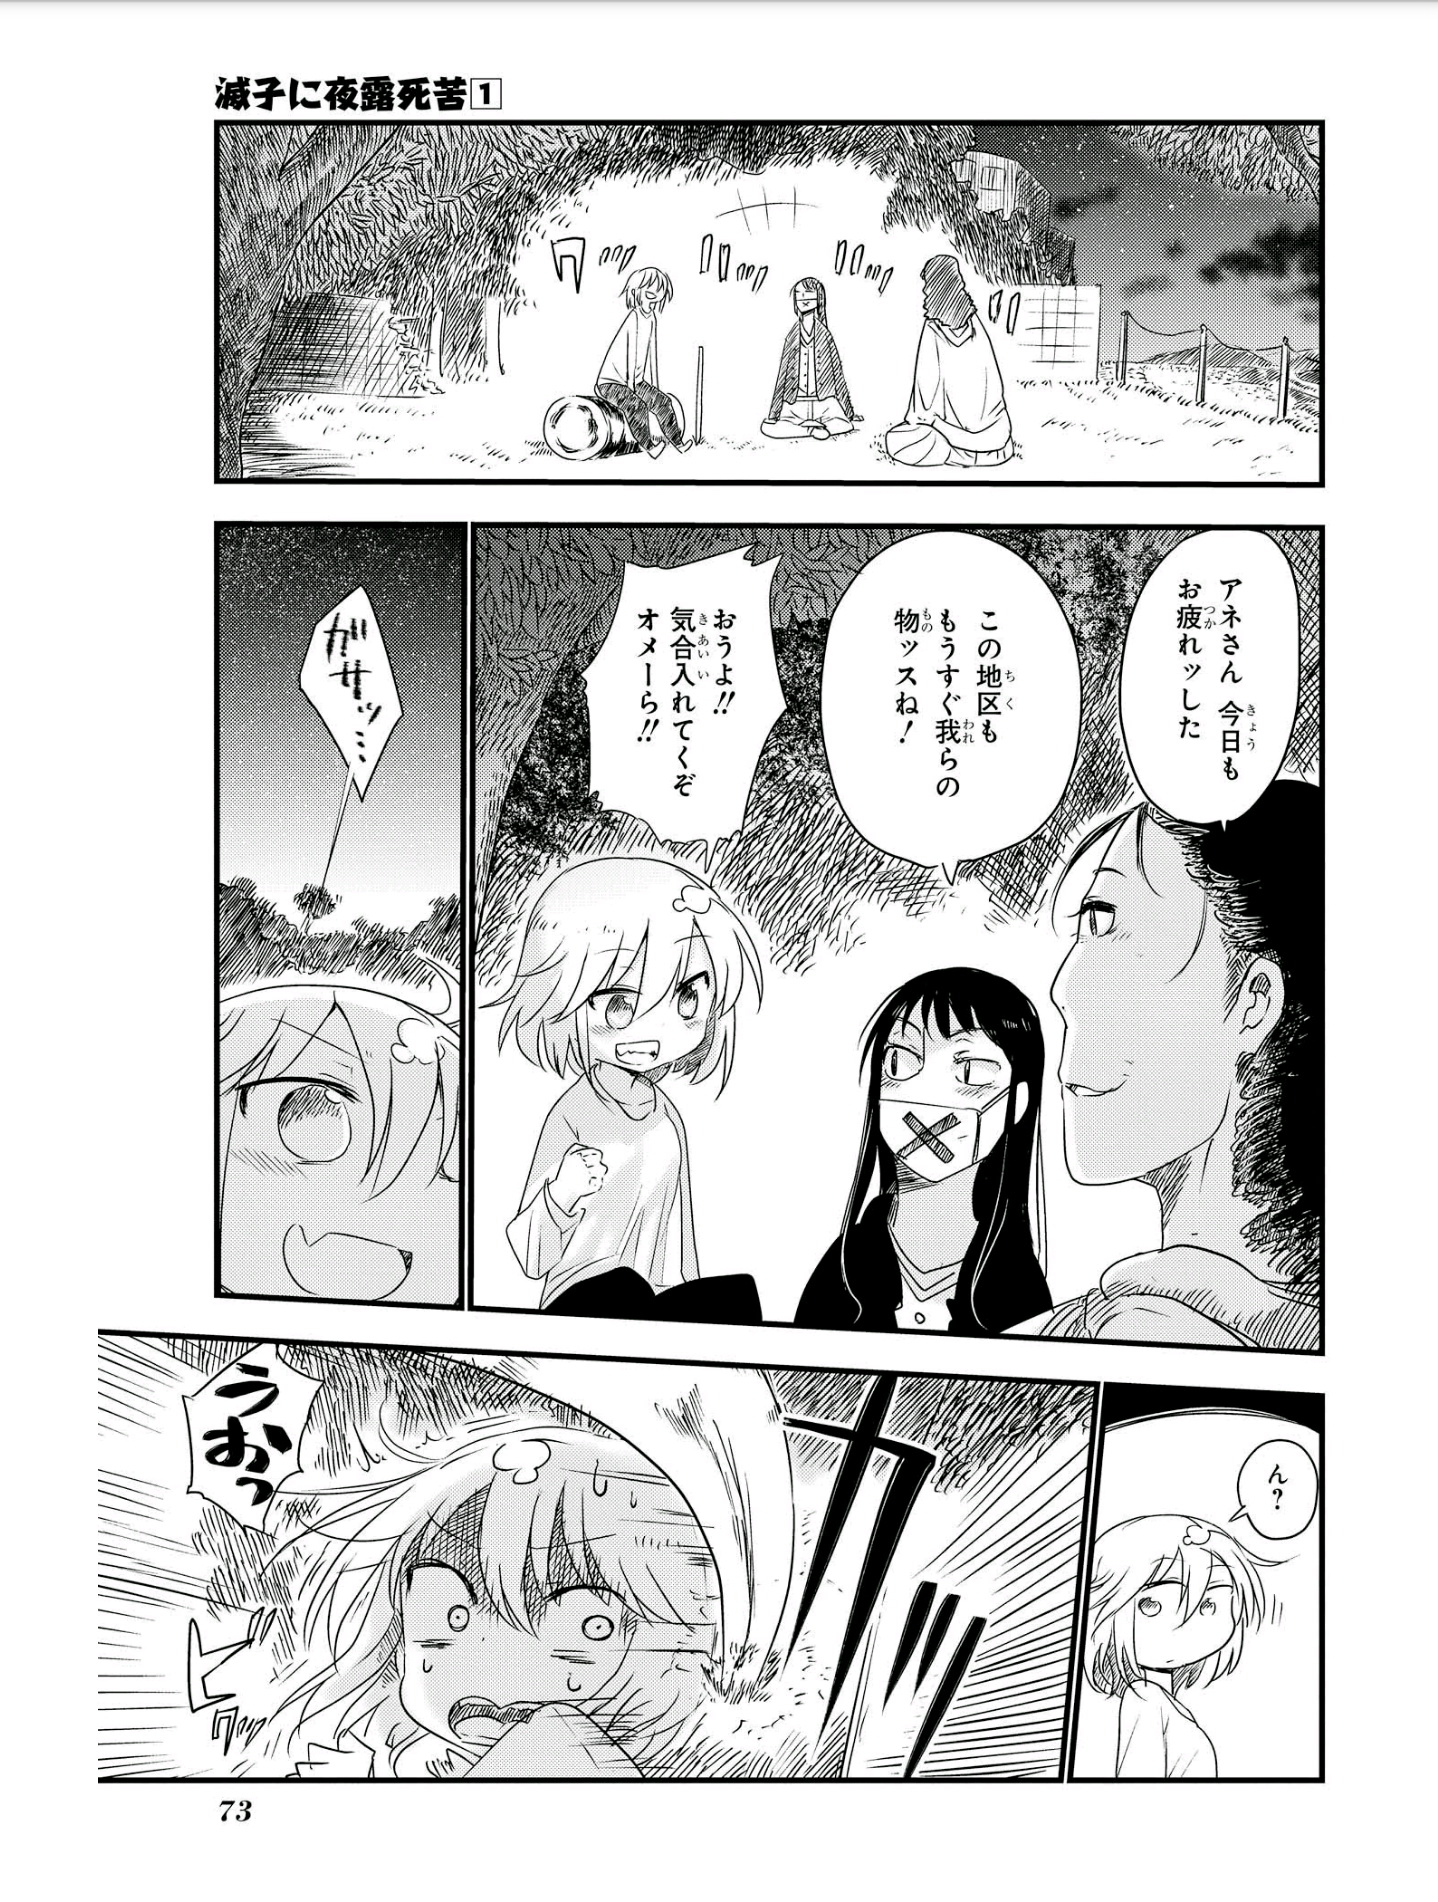 滅子に夜露死苦1
アネさん 今日も
お疲れッした
この地区も
もうすぐ我らの
物ッスね!
おうよ!!
気合入れてくぞ
オメーら!!
ガサッ…
ん?
ガッ
うおっ
ビクッ
73